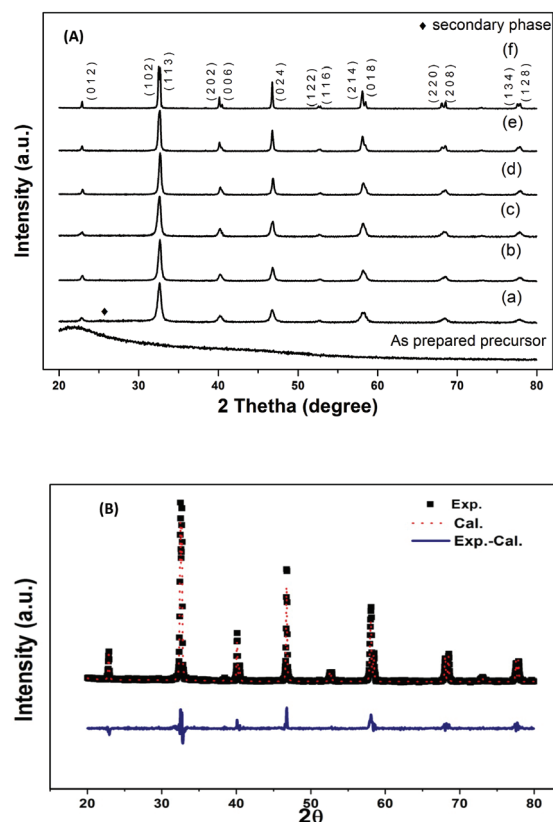 (A)
♦ secondary phase
(012)
(102)
(113)
(202)
(006)
(024)
(122)
(116)
(214)
(018)
(220)
(208)
(134)
(128)
(f)
(e)
(d)
(c)
(b)
(a)
As prepared precursor
Intensity (a.u.)
20 30 40 50 60 70 80
2 Thetha (degree)
(B)
Exp.
Cal.
Exp.-Cal.
Intensity (a.u.)
20 30 40 50 60 70 80
2θ